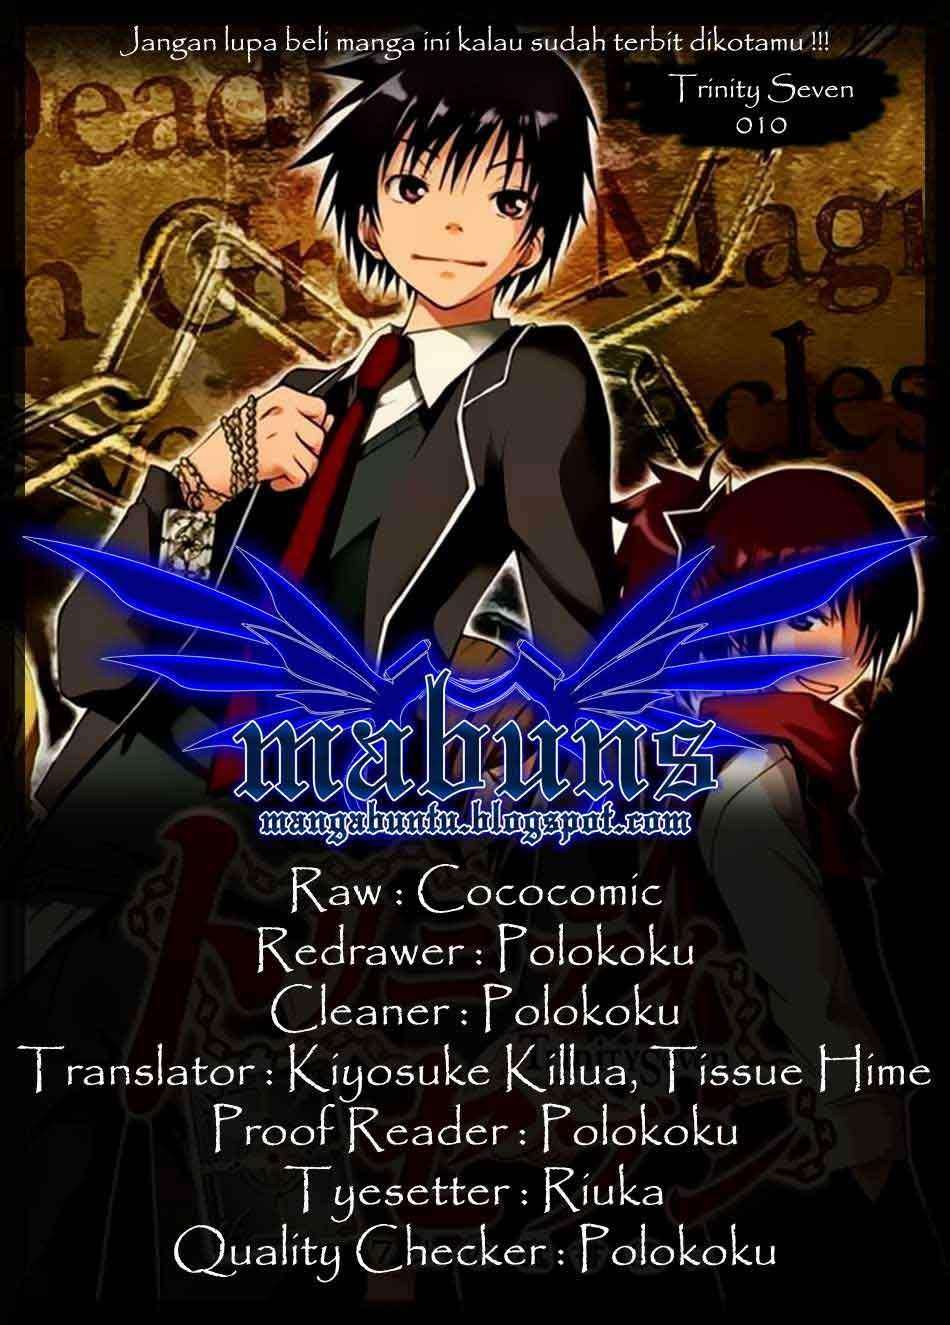 Jangan lupa beli manga ini kalau sudah terbit dikotamu !!!
Trinity Seven
010
mabuns
mangabuntu.blogspot.com
Raw : Cococomic
Redrawer : Polokoku
Cleaner : Polokoku
Translator : Kiyosuke Killua, Tissue Hime
Proof Reader : Polokoku
Tyesetter : Riuka
Quality Checker : Polokoku